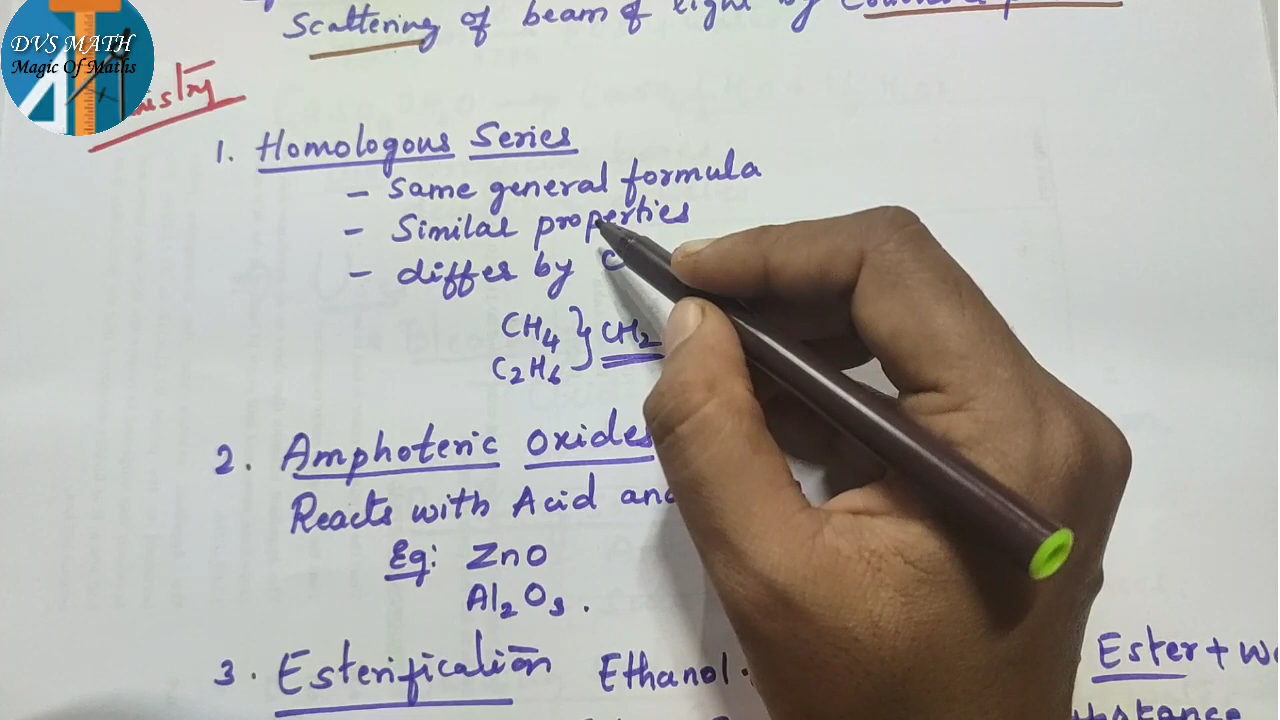 Scattering of beam of light by
DVS MATH
Magic Of Maths
1. Homologous Series
- Same general formula
- Similar properties
- differ by C
CH4
C2H6 } CH2
2. Amphoteric Oxides
Reacts with Acid and
Eg: ZnO
Al2O3.
3. Esterification Ethanol Ester +